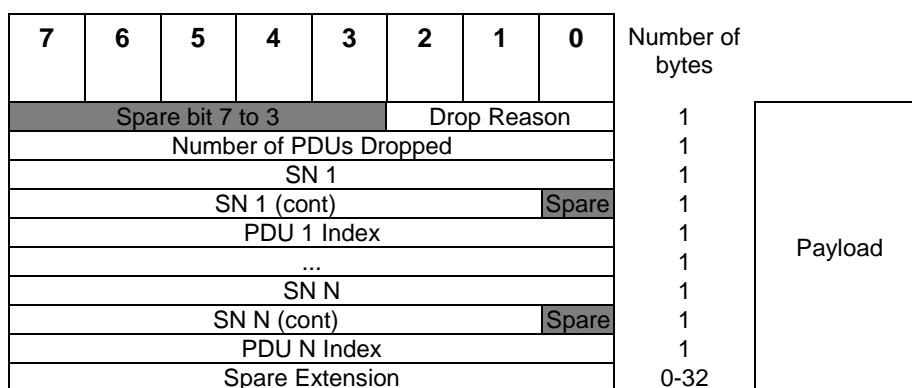 7 6 5 4 3 2 1 0 Number of bytes
Spare bit 7 to 3 Drop Reason 1
Number of PDUs Dropped 1
SN 1 1
SN 1 (cont) Spare 1
PDU 1 Index 1
... 1
SN N 1
SN N (cont) Spare 1
PDU N Index 1
Spare Extension 0-32
Payload